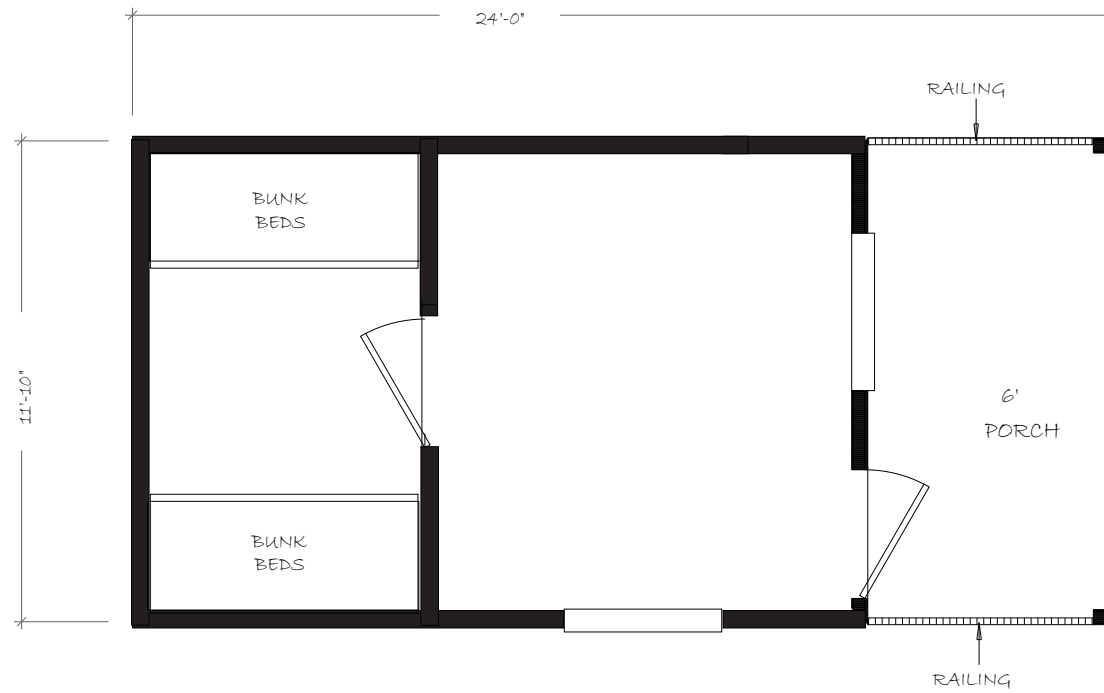 24'-0"
RAILING
BUNK
BEDS
11'-10"
6'
PORCH
BUNK
BEDS
RAILING